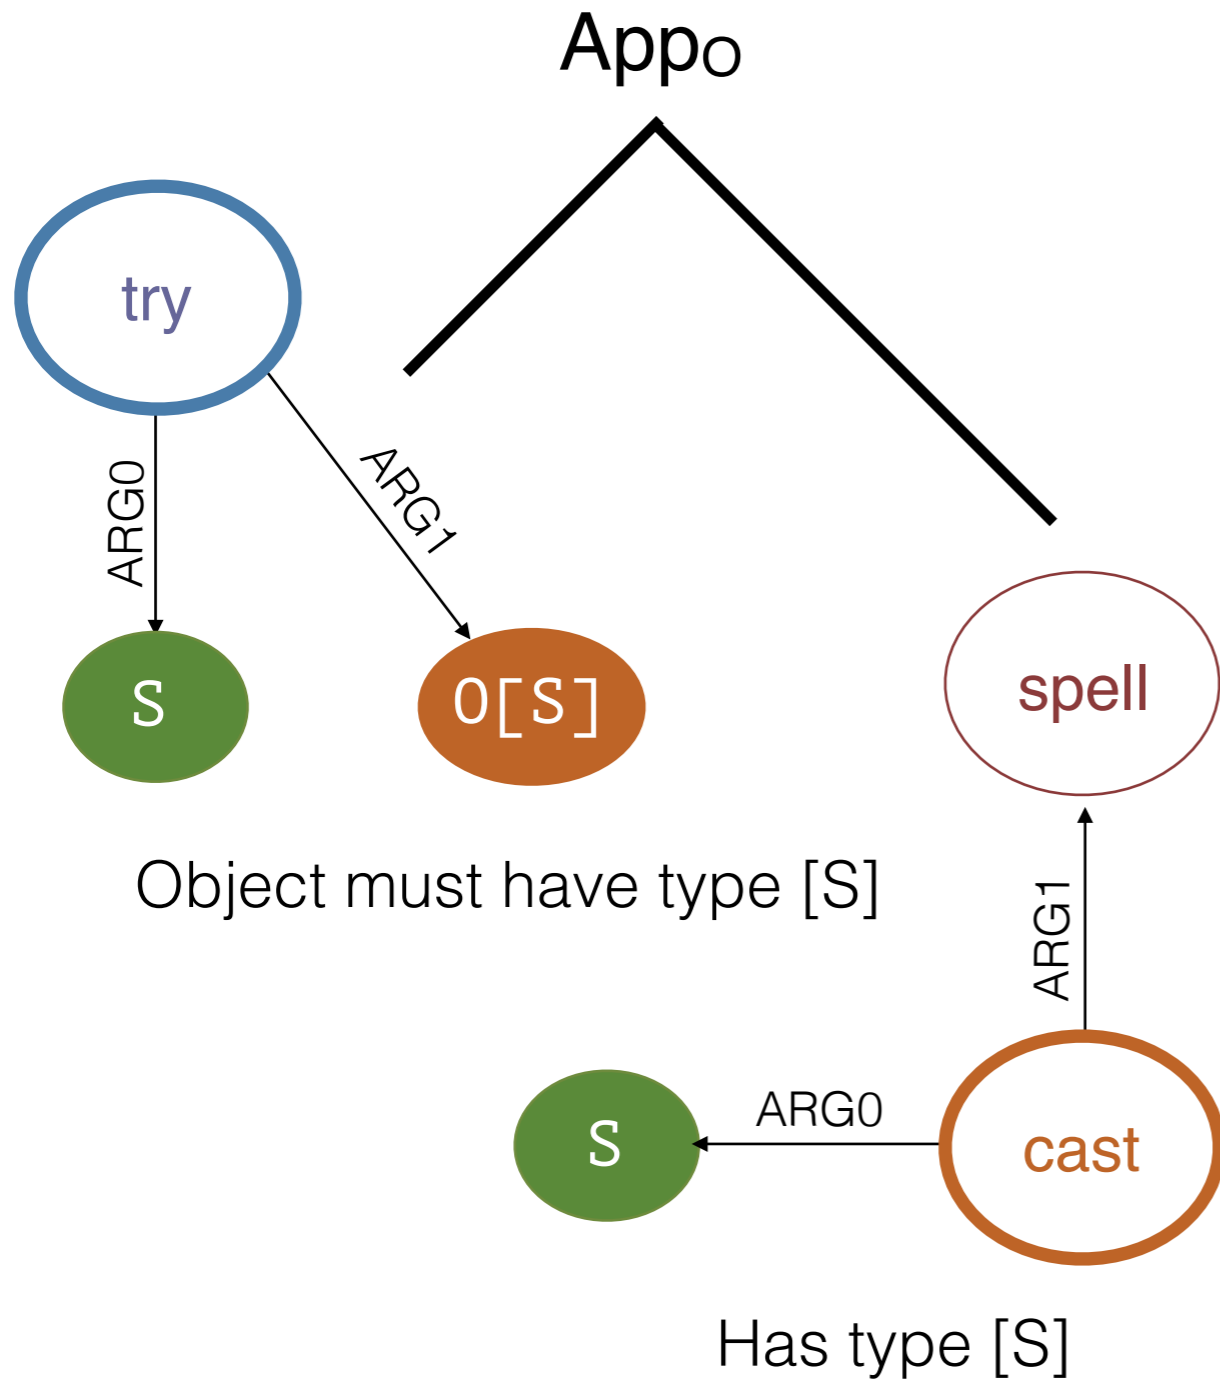 AppO
try
ARG0
ARG1
S
O[S]
spell
Object must have type [S]
ARG1
S
ARG0
cast
Has type [S]